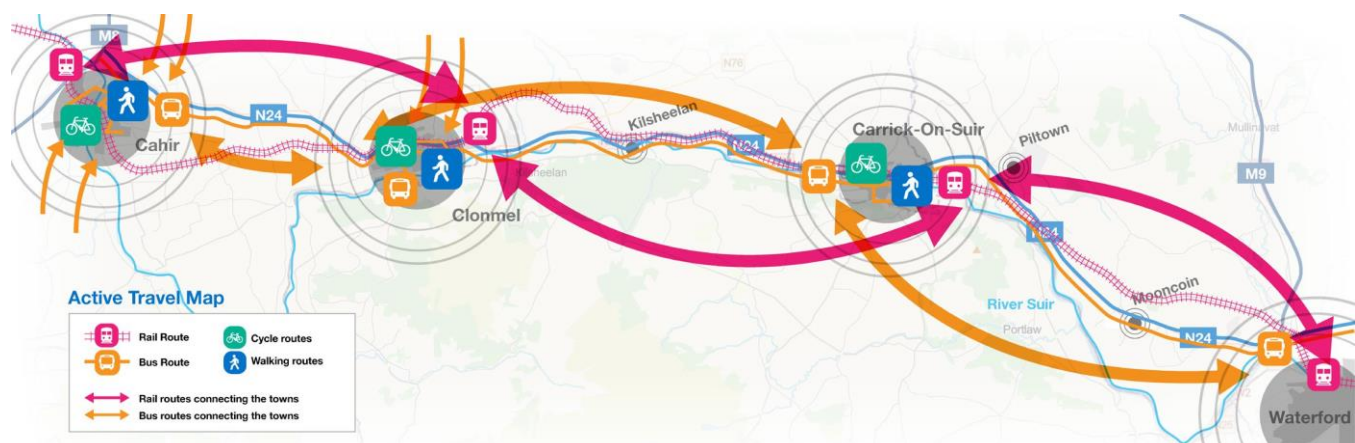 M8
N24
Cahir
Clonmel
Kilsheelan
Kilsheelan
N76
N24
Carrick-On-Suir
Piltown
Mullinavat
M9
N24
River Suir
Portlaw
Mooncoin
N24
Waterford
Active Travel Map
Rail Route
Cycle routes
Bus Route
Walking routes
Rail routes connecting the towns
Bus routes connecting the towns